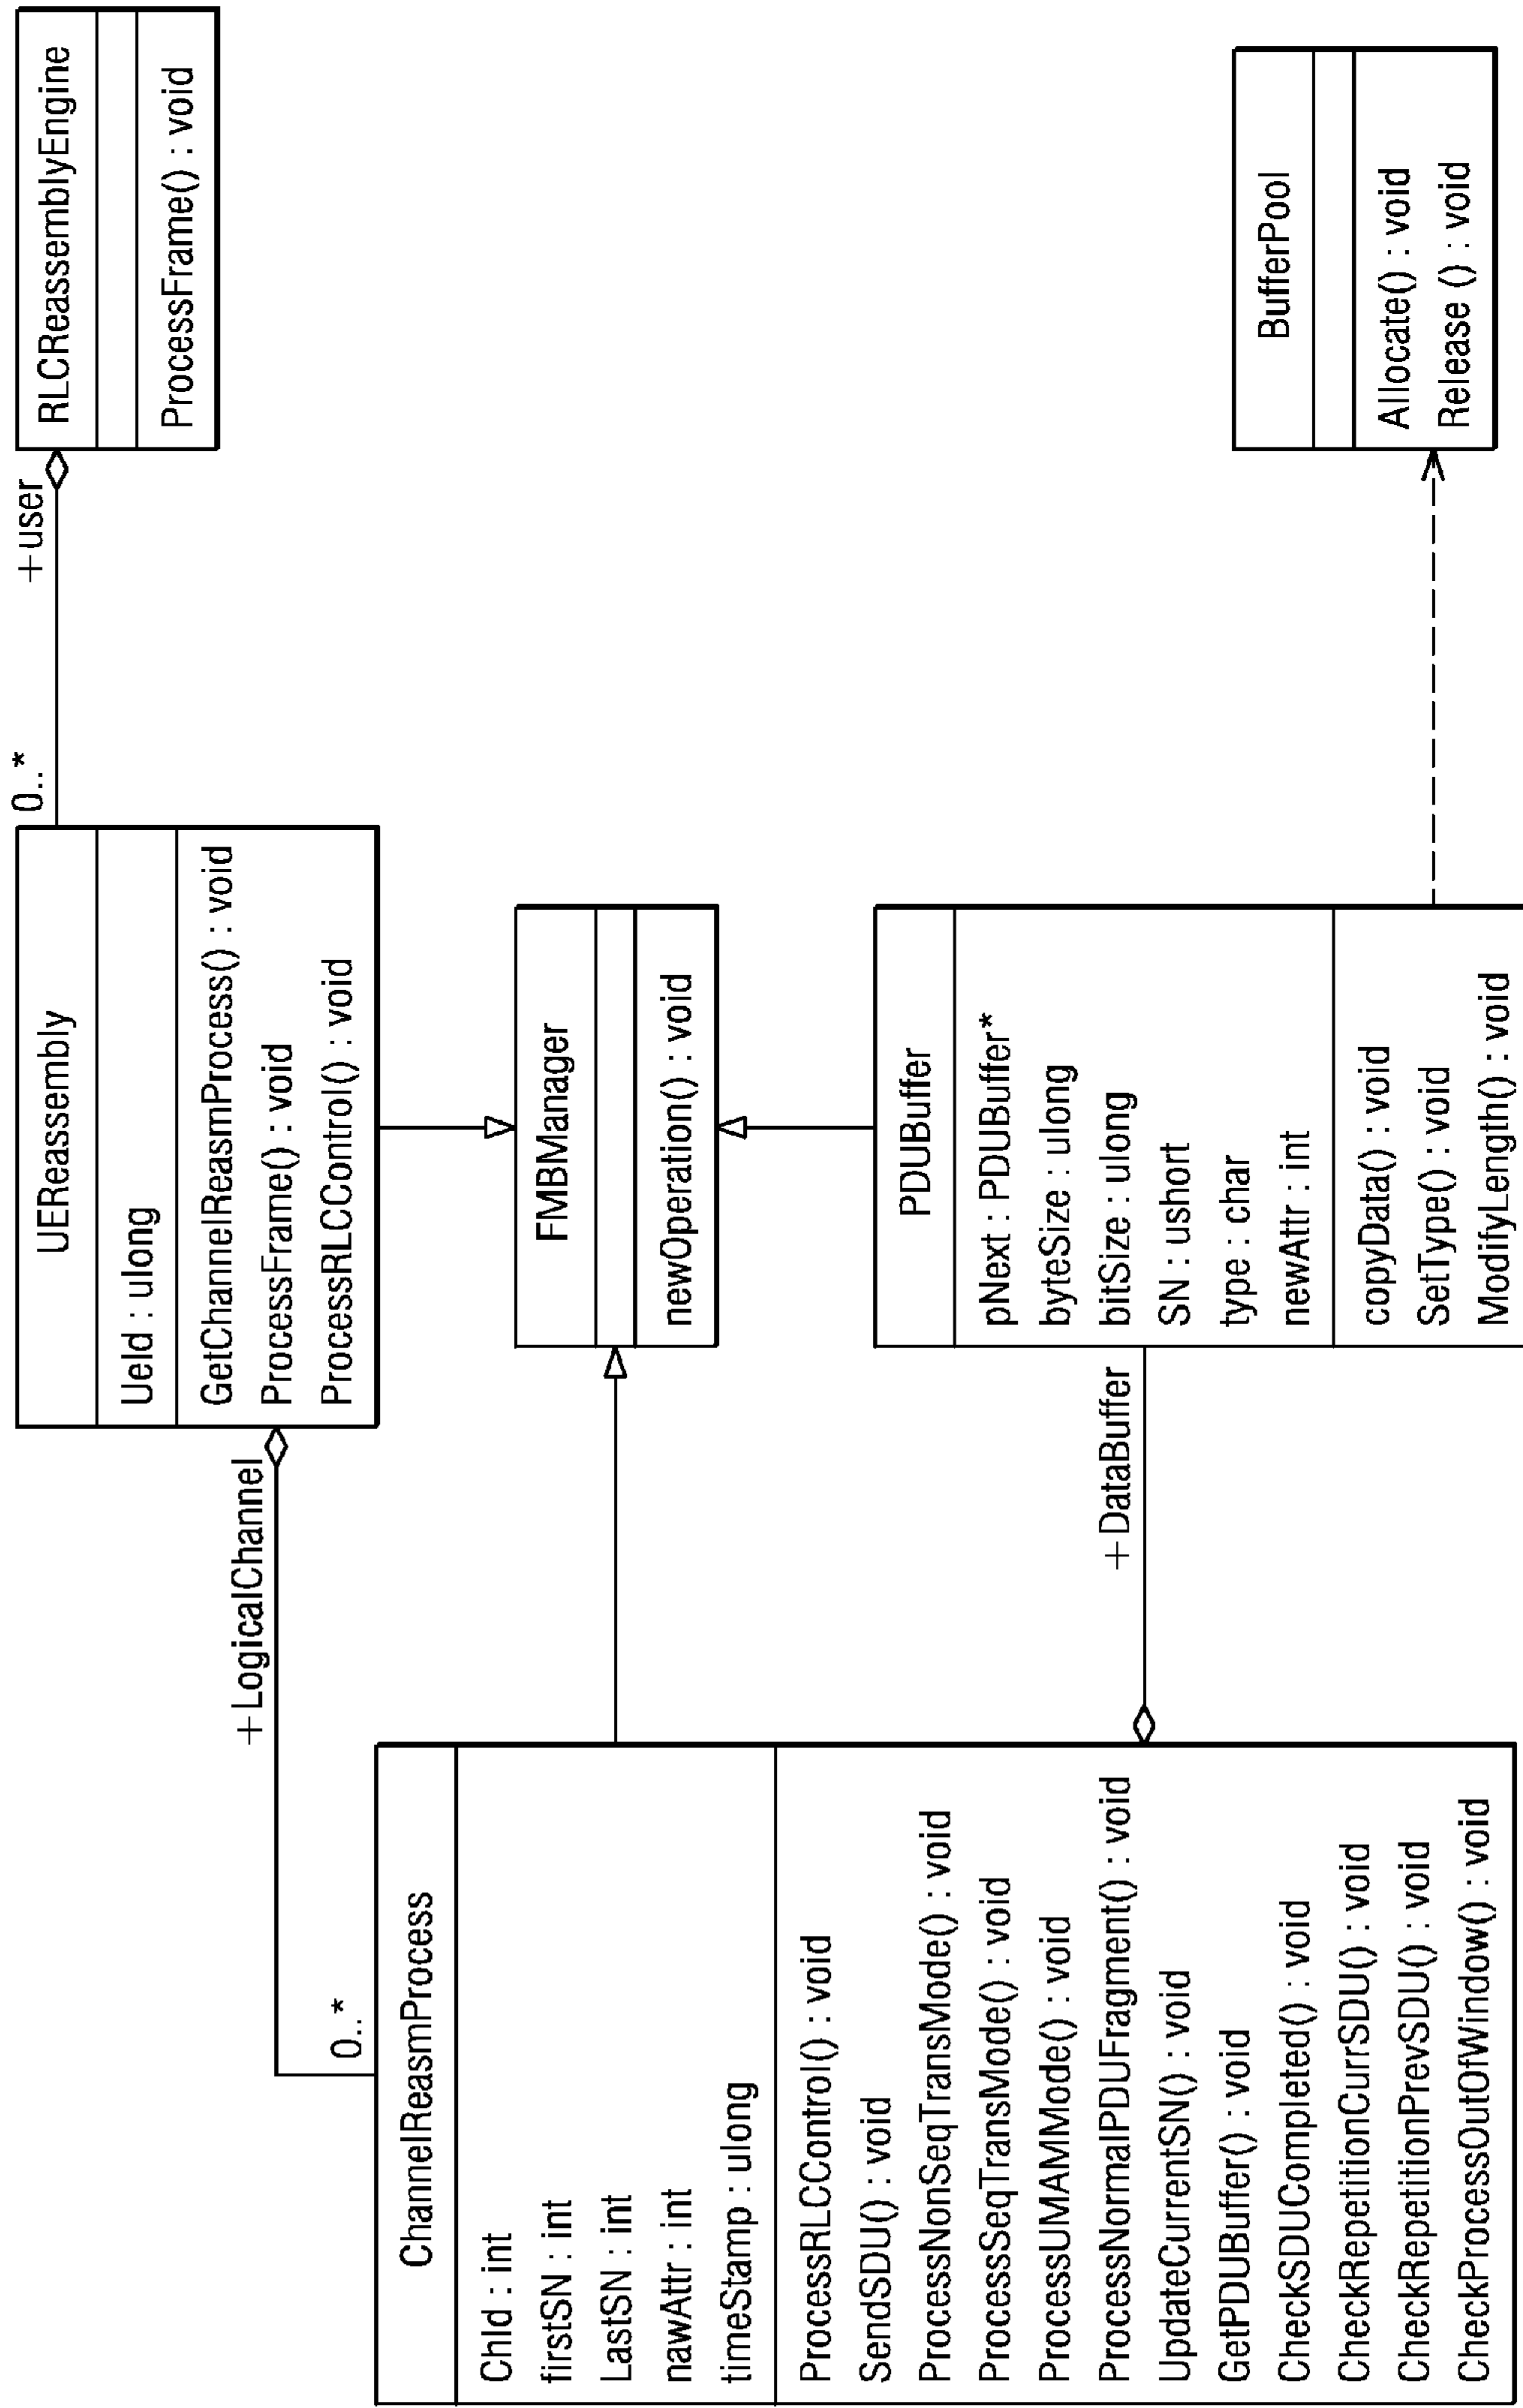 RLCReassemblyEngine
ProcessFrame() : void
+user
0..*
UEReassembly
UeId : ulong
GetChannelReasmProcess() : void
ProcessFrame() : void
ProcessRLCControl() : void
+LogicalChannel
0..*
ChannelReasmProcess
ChId : int
firstSN : int
LastSN : int
nawAttr : int
timeStamp : ulong
ProcessRLCControl() : void
SendSDU() : void
ProcessNonSeqTransMode() : void
ProcessSeqTransMode() : void
ProcessUMAMMode() : void
ProcessNormalPDUFragment() : void
UpdateCurrentSN() : void
GetPDUBuffer() : void
CheckSDUCompleted() : void
CheckRepetitionCurrSDU() : void
CheckRepetitionPrevSDU() : void
CheckProcessOutOfWindow() : void
FMBManager
newOperation() : void
+DataBuffer
PDUBuffer
pNext : PDUBuffer*
byteSize : ulong
bitSize : ulong
SN : ushort
type : char
newAttr : int
copyData() : void
SetType() : void
ModifyLength() : void
BufferPool
Allocate() : void
Release () : void